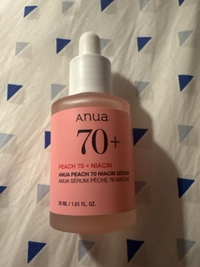 Anua
70+
PEACH 70 + NIACIN
ANUA PEACH 70 NIACIN SERUM
ANUA SÉRUM PÊCHE 70 NIACINE
30 ML / 1.01 FL. OZ.